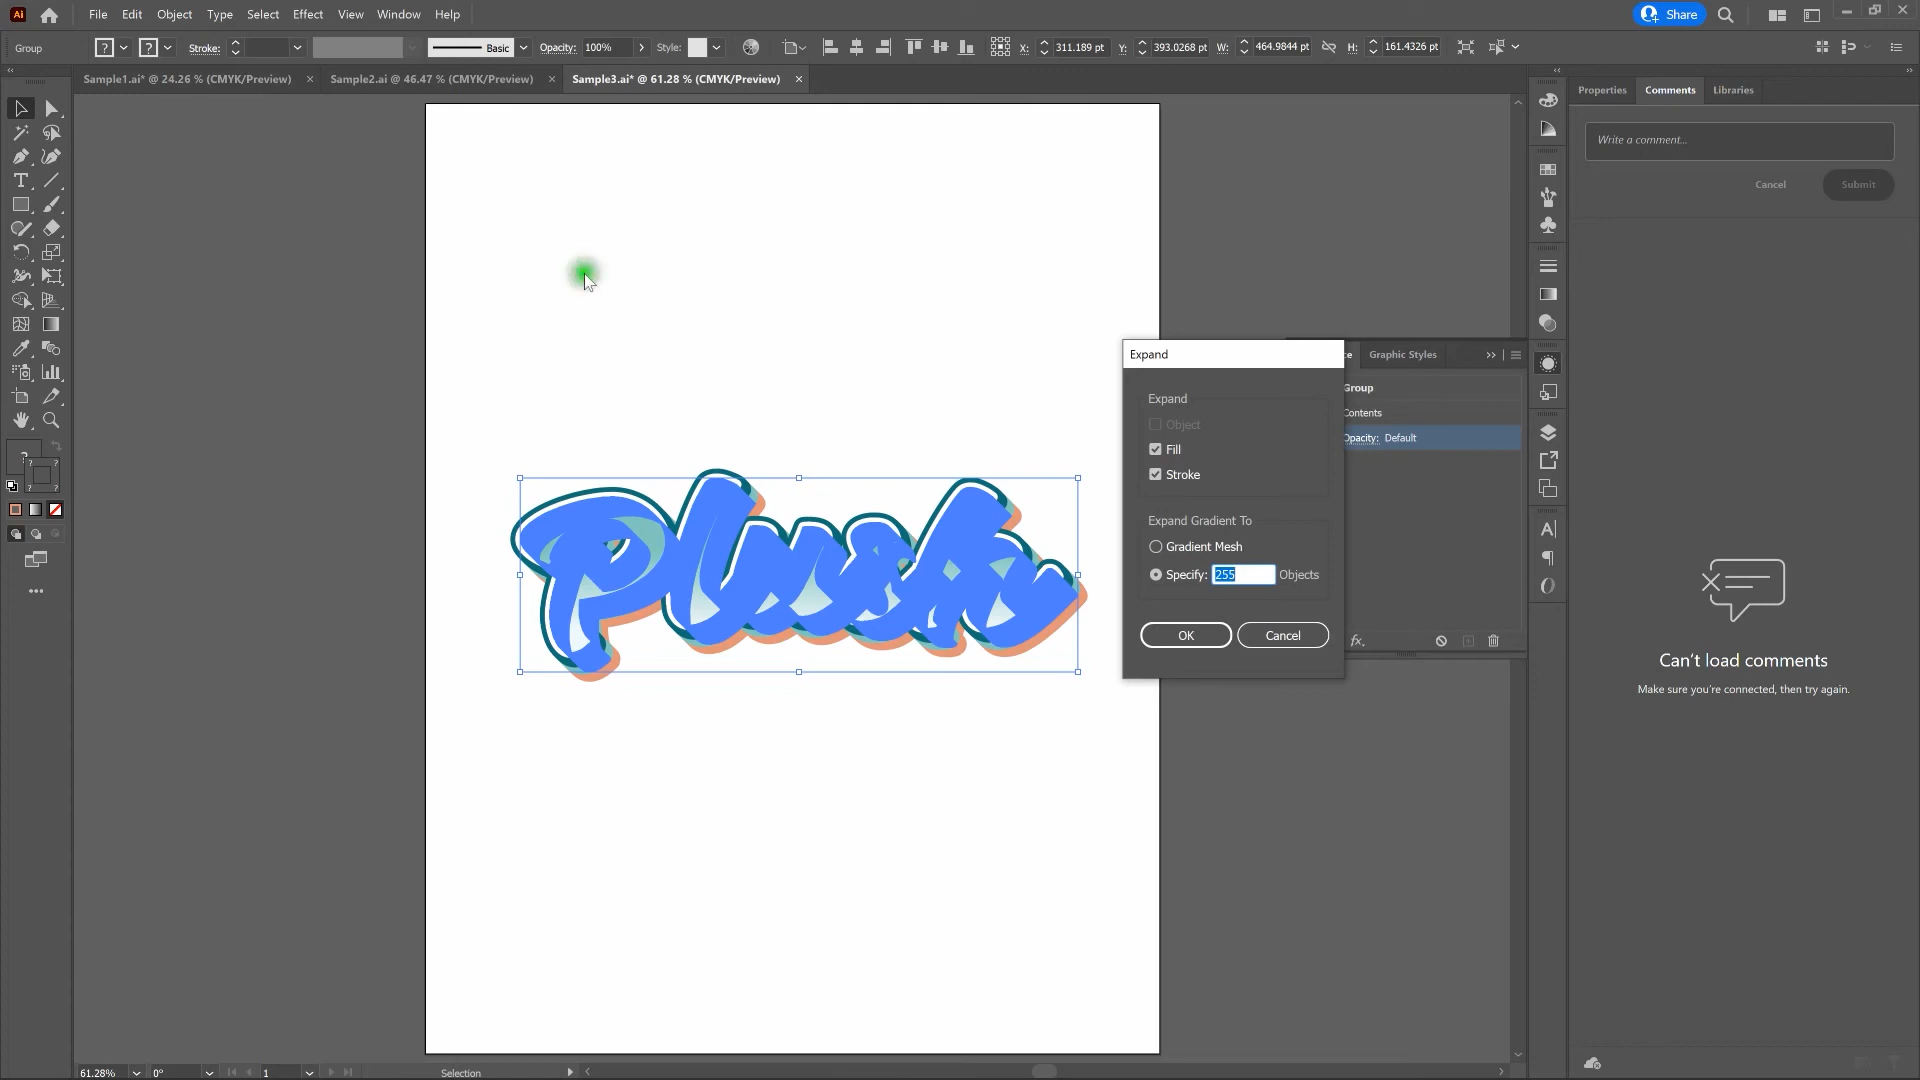 Ai File Edit Object Type Select Effect View Window Help Share
Group ? ? Stroke: Basic Opacity: 100% Style: X: 311.189 pt Y: 393.0268 pt W: 464.9844 pt H: 161.4326 pt
Sample1.ai* @ 24.26 % (CMYK/Preview) × Sample2.ai @ 46.47 % (CMYK/Preview) × Sample3.ai* @ 61.28 % (CMYK/Preview) ×
Properties Comments Libraries
Write a comment...
Cancel Submit
Expand
Graphic Styles
Group
Contents
Opacity: Default
fx.
Expand
Object
Fill
Stroke
Expand Gradient To
Gradient Mesh
Specify: 255 Objects
OK Cancel
Plush
Can't load comments
Make sure you're connected, then try again.
61.28% 0° 1 Selection